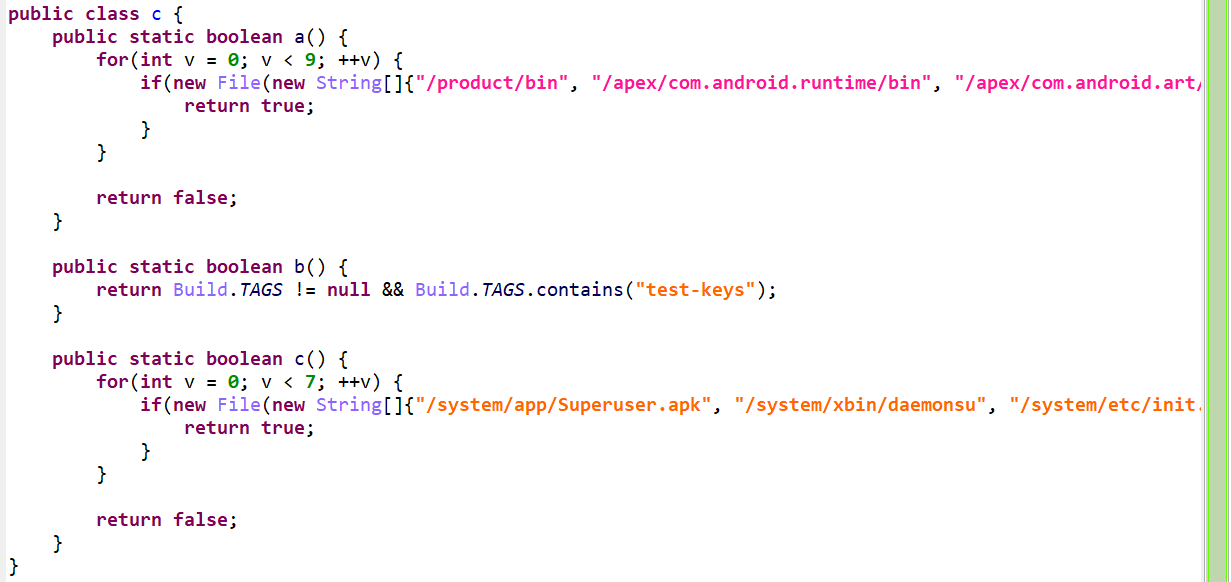 public class c {
    public static boolean a() {
        for(int v = 0; v < 9; ++v) {
            if(new File(new String[]{"/product/bin", "/apex/com.android.runtime/bin", "/apex/com.android.art/
                return true;
            }
        }

        return false;
    }

    public static boolean b() {
        return Build.TAGS != null && Build.TAGS.contains("test-keys");
    }

    public static boolean c() {
        for(int v = 0; v < 7; ++v) {
            if(new File(new String[]{"/system/app/Superuser.apk", "/system/xbin/daemonsu", "/system/etc/init.
                return true;
            }
        }

        return false;
    }
}